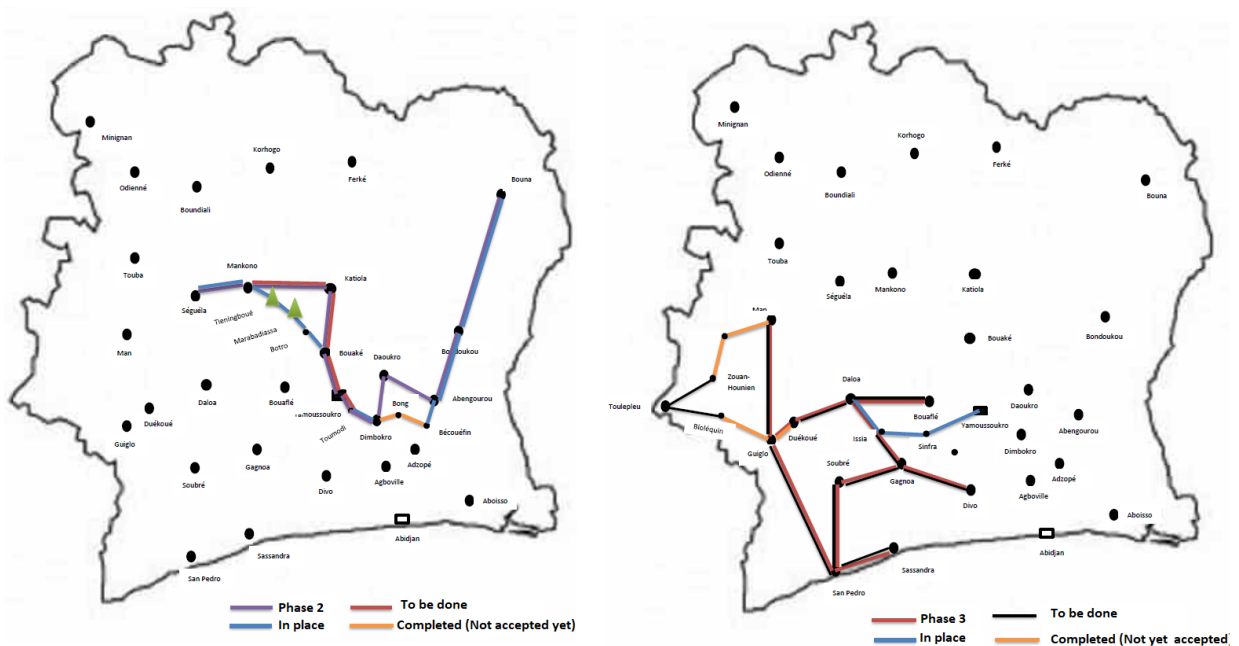 Minignan
Korhogo
Ferké
Odienné
Bouna
Boundiali
Touba
Mankono
Katiola
Séguéla
Tieningboué
Marabadiassa
Botro
Man
Bouaké
Daoukro
Bondoukou
Daloa
Bouaflé
Yamoussoukro
Bong
Abengourou
Duékoué
Toumodi
Guiglo
Dimbokro
Bécouéfin
Gagnoa
Adzopé
Soubré
Divo
Agboville
Aboisso
Sassandra
Abidjan
San Pedro
Phase 2
To be done
In place
Completed (Not accepted yet)
Minignan
Korhogo
Ferké
Odienné
Boundiali
Bouna
Touba
Séguéla
Mankono
Katiola
Man
Bouaké
Bondoukou
Zouan-
Hounien
Daloa
Toulepleu
Bouaflé
Daoukro
Yamoussoukro
Abengourou
Bloléquin
Duékoué
Issia
Sinfra
Guiglo
Dimbokro
Soubré
Gagnoa
Adzopé
Divo
Agboville
Aboisso
Abidjan
Sassandra
San Pedro
Phase 3
To be done
In place
Completed (Not yet accepted)